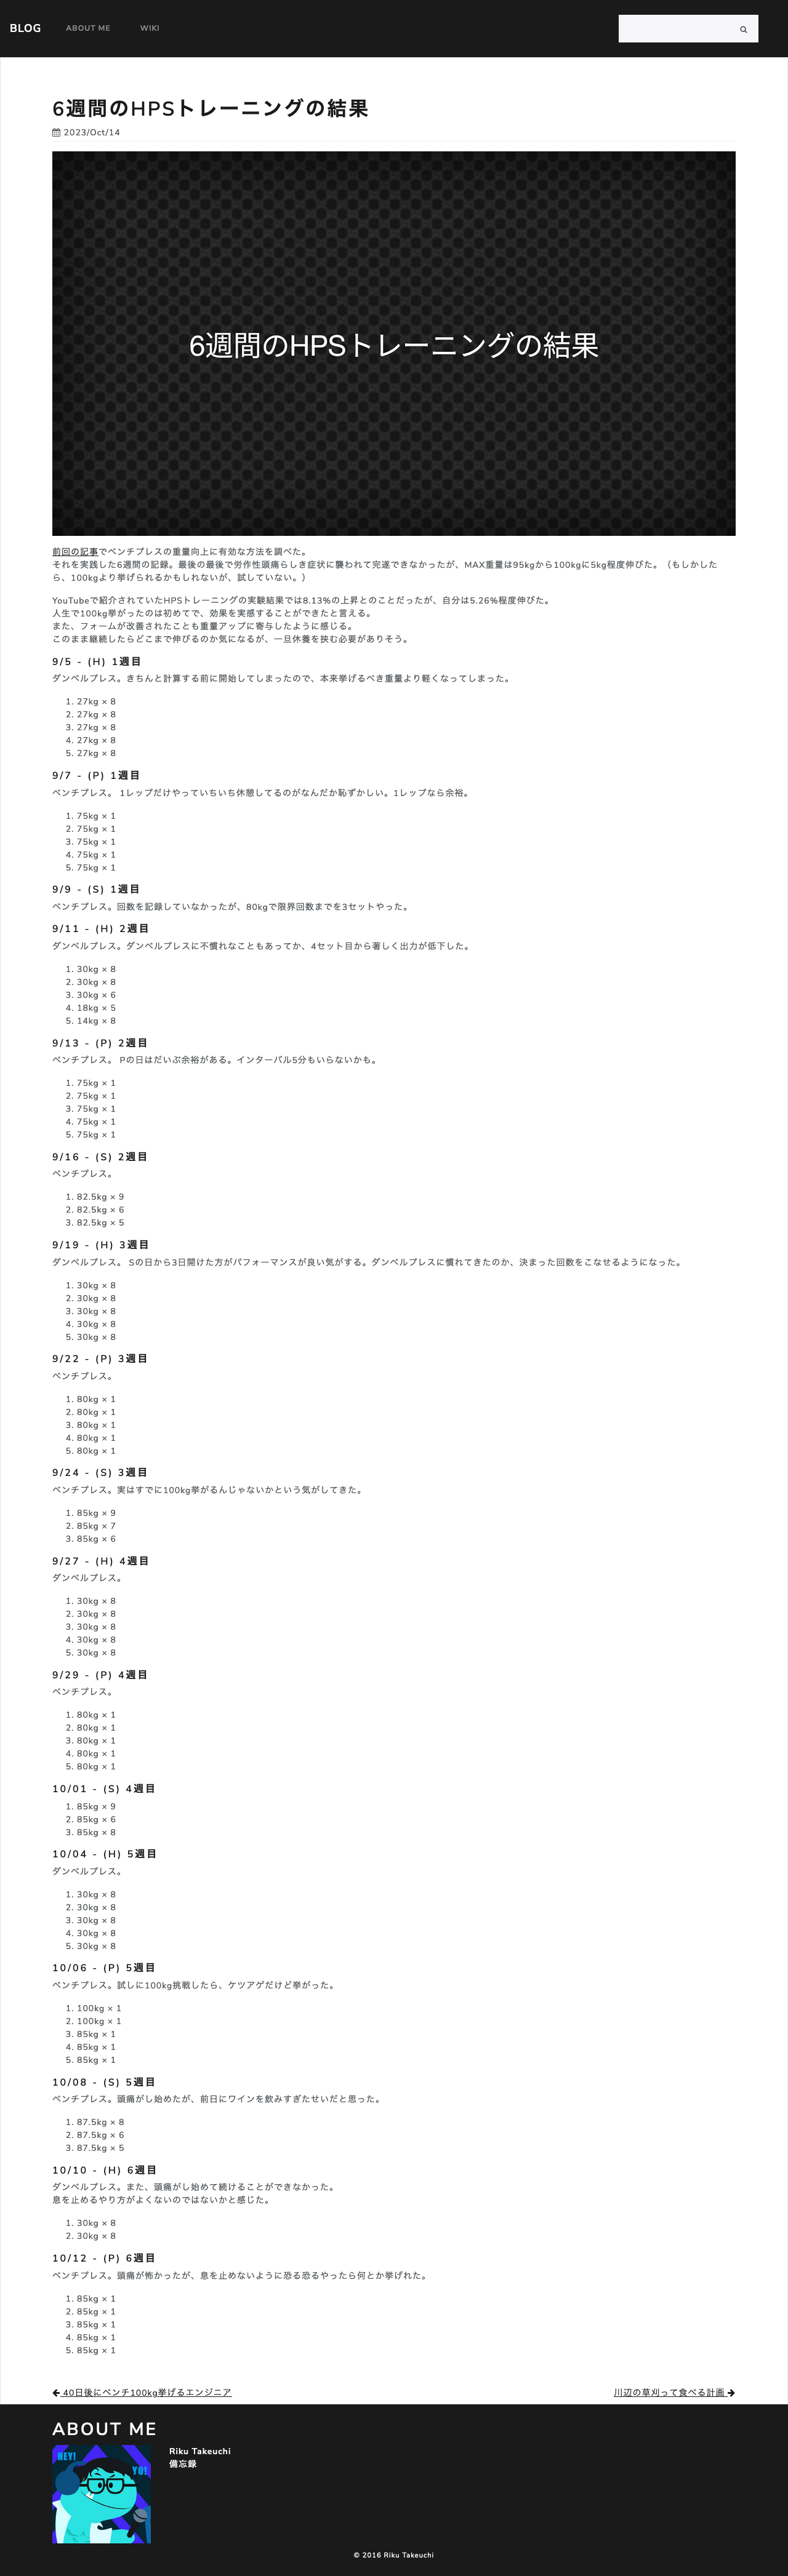 BLOG ABOUT ME WIKI
6週間のHPSトレーニングの結果
2023/Oct/14
6週間のHPSトレーニングの結果
前回の記事でベンチプレスの重量向上に有効な方法を調べた。
それを実践した6週間の記録。最後の最後で労作性頭痛らしき症状に襲われて完遂できなかったが、MAX重量は95kgから100kgに5kg程度伸びた。（もしかした
ら、100kgより挙げられるかもしれないが、試していない。）
YouTubeで紹介されていたHPSトレーニングの実験結果では8.13%の上昇とのことだったが、自分は5.26%程度伸びた。
人生で100kg挙がったのは初めてで、効果を実感することができたと言える。
また、フォームが改善されたことも重量アップに寄与したように感じる。
このまま継続したらどこまで伸びるのか気になるが、一旦休養を挟む必要がありそう。
9/5 - (H) 1週目
ダンベルプレス。きちんと計算する前に開始してしまったので、本来挙げるべき重量より軽くなってしまった。
1. 27kg × 8
2. 27kg × 8
3. 27kg × 8
4. 27kg × 8
5. 27kg × 8
9/7 - (P) 1週目
ベンチプレス。 1レップだけやっていちいち休憩してるのがなんだか恥ずかしい。1レップなら余裕。
1. 75kg × 1
2. 75kg × 1
3. 75kg × 1
4. 75kg × 1
5. 75kg × 1
9/9 - (S) 1週目
ベンチプレス。回数を記録していなかったが、80kgで限界回数までを3セットやった。
9/11 - (H) 2週目
ダンベルプレス。ダンベルプレスに不慣れなこともあってか、4セット目から著しく出力が低下した。
1. 30kg × 8
2. 30kg × 8
3. 30kg × 6
4. 18kg × 5
5. 14kg × 8
9/13 - (P) 2週目
ベンチプレス。 Pの日はだいぶ余裕がある。インターバル5分もいらないかも。
1. 75kg × 1
2. 75kg × 1
3. 75kg × 1
4. 75kg × 1
5. 75kg × 1
9/16 - (S) 2週目
ベンチプレス。
1. 82.5kg × 9
2. 82.5kg × 6
3. 82.5kg × 5
9/19 - (H) 3週目
ダンベルプレス。 Sの日から3日開けた方がパフォーマンスが良い気がする。ダンベルプレスに慣れてきたのか、決まった回数をこなせるようになった。
1. 30kg × 8
2. 30kg × 8
3. 30kg × 8
4. 30kg × 8
5. 30kg × 8
9/22 - (P) 3週目
ベンチプレス。
1. 80kg × 1
2. 80kg × 1
3. 80kg × 1
4. 80kg × 1
5. 80kg × 1
9/24 - (S) 3週目
ベンチプレス。実はすでに100kg挙がるんじゃないかという気がしてきた。
1. 85kg × 9
2. 85kg × 7
3. 85kg × 6
9/27 - (H) 4週目
ダンベルプレス。
1. 30kg × 8
2. 30kg × 8
3. 30kg × 8
4. 30kg × 8
5. 30kg × 8
9/29 - (P) 4週目
ベンチプレス。
1. 80kg × 1
2. 80kg × 1
3. 80kg × 1
4. 80kg × 1
5. 80kg × 1
10/01 - (S) 4週目
1. 85kg × 9
2. 85kg × 6
3. 85kg × 8
10/04 - (H) 5週目
ダンベルプレス。
1. 30kg × 8
2. 30kg × 8
3. 30kg × 8
4. 30kg × 8
5. 30kg × 8
10/06 - (P) 5週目
ベンチプレス。試しに100kg挑戦したら、ケツアゲだけど挙がった。
1. 100kg × 1
2. 100kg × 1
3. 85kg × 1
4. 85kg × 1
5. 85kg × 1
10/08 - (S) 5週目
ベンチプレス。頭痛がし始めたが、前日にワインを飲みすぎたせいだと思った。
1. 87.5kg × 8
2. 87.5kg × 6
3. 87.5kg × 5
10/10 - (H) 6週目
ダンベルプレス。また、頭痛がし始めて続けることができなかった。
息を止めるやり方がよくないのではないかと感じた。
1. 30kg × 8
2. 30kg × 8
10/12 - (P) 6週目
ベンチプレス。頭痛が怖かったが、息を止めないように恐る恐るやったら何とか挙げれた。
1. 85kg × 1
2. 85kg × 1
3. 85kg × 1
4. 85kg × 1
5. 85kg × 1
40日後にベンチ100kg挙げるエンジニア 川辺の草刈って食べる計画
ABOUT ME
HEY! YO!
Riku Takeuchi
備忘録
© 2016 Riku Takeuchi